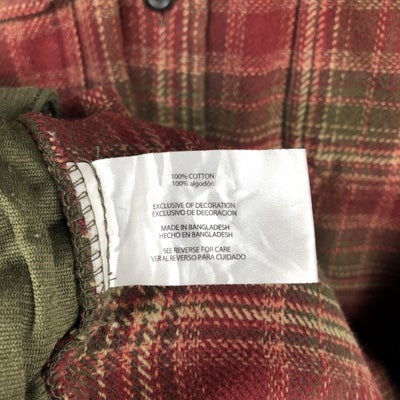 100% COTTON
100% algodón
EXCLUSIVE OF DECORATION
EXCLUSIVO DE DECORACION
MADE IN BANGLADESH
HECHO EN BANGLADESH
SEE REVERSE FOR CARE
VER AL REVERSO PARA CUIDADO